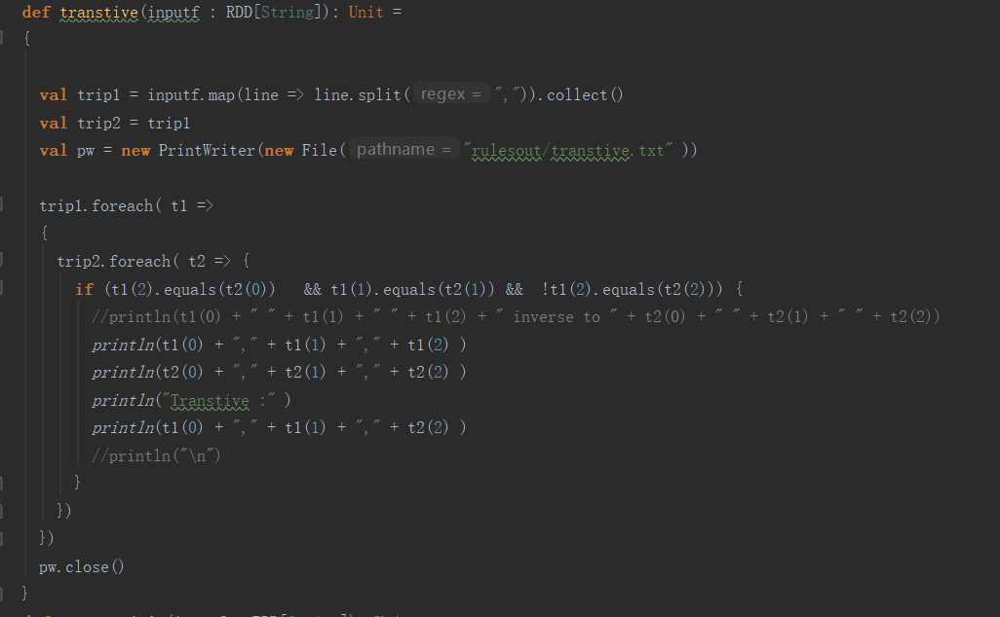 def transtive(inputf : RDD[String]): Unit =
{
val trip1 = inputf.map(line => line.split( regex = ",")).collect()
val trip2 = trip1
val pw = new PrintWriter(new File( pathname = "rulesout/transtive.txt" ))
trip1.foreach( t1 =>
{
trip2.foreach( t2 => {
if (t1(2).equals(t2(0))   && t1(1).equals(t2(1)) &&  !t1(2).equals(t2(2))) {
//println(t1(0) + " " + t1(1) + " " + t1(2) + " inverse to " + t2(0) + " " + t2(1) + " " + t2(2))
println(t1(0) + "," + t1(1) + "," + t1(2) )
println(t2(0) + "," + t2(1) + "," + t2(2) )
println("Transtive :" )
println(t1(0) + "," + t1(1) + "," + t2(2) )
//println("\n")
}
})
})
pw.close()
}